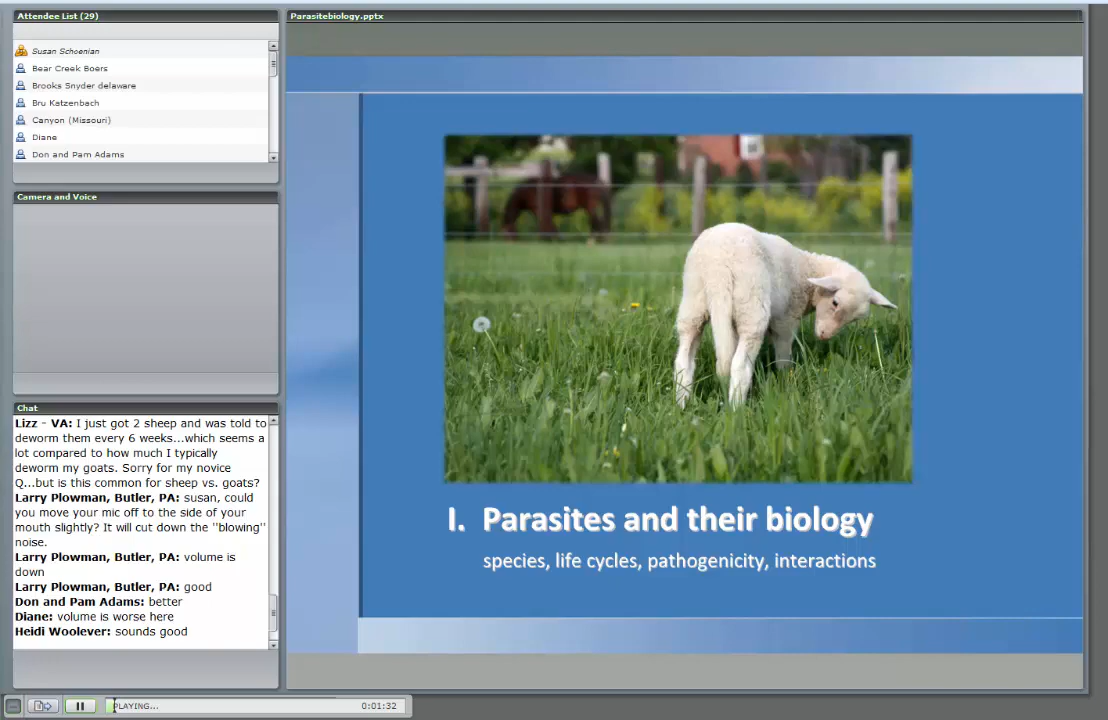 Attendee List (29)
Susan Schoenian
Bear Creek Boers
Brooks Snyder delaware
Bru Katzenbach
Canyon (Missouri)
Diane
Don and Pam Adams
Camera and Voice
Chat
Lizz - VA: I just got 2 sheep and was told to
deworm them every 6 weeks...which seems a
lot compared to how much I typically
deworm my goats. Sorry for my novice
Q...but is this common for sheep vs. goats?
Larry Plowman, Butler, PA: susan, could
you move your mic off to the side of your
mouth slightly? It will cut down the "blowing"
noise.
Larry Plowman, Butler, PA: volume is
down
Larry Plowman, Butler, PA: good
Don and Pam Adams: better
Diane: volume is worse here
Heidi Woolever: sounds good
Parasitebiology.pptx
I. Parasites and their biology
species, life cycles, pathogenicity, interactions
PLAYING...
0:01:32